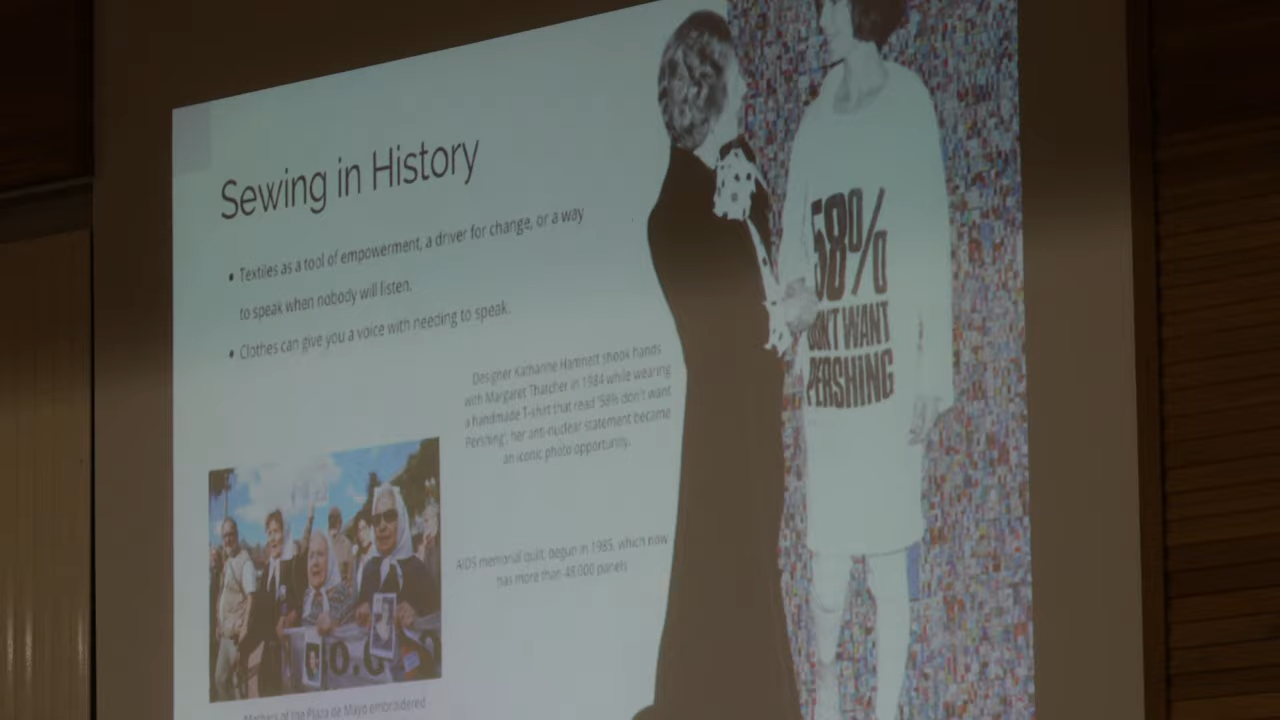 Sewing in History
• Textiles as a tool of empowerment, a driver for change, or a way
to speak when nobody will listen.
• Clothes can give you a voice with needing to speak.
Designer Katharine Hamnett shook hands
with Margaret Thatcher in 1984 while wearing
a handmade T-shirt that read '58% don't want
Pershing', her anti-nuclear statement became
an iconic photo opportunity.
58%
DON'T WANT
PERSHING
AIDS memorial quilt, begun in 1985, which now
has more than 48,000 panels
Mothers of the Plaza de Mayo embroidered